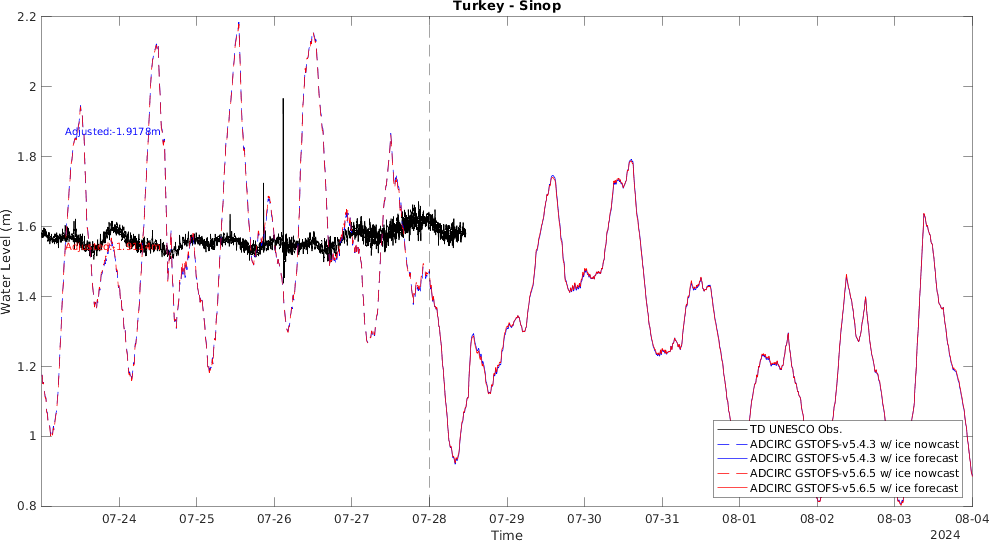 Turkey - Sinop
2.2
2
1.8
1.6
1.4
1.2
1
0.8
Water Level (m)
Adjusted:-1.9178m
07-24
07-25
07-26
07-27
07-28
07-29
07-30
07-31
08-01
08-02
08-03
08-04
Time
2024
TD UNESCO Obs.
ADCIRC GSTOFS-v5.4.3 w/ ice nowcast
ADCIRC GSTOFS-v5.4.3 w/ ice forecast
ADCIRC GSTOFS-v5.6.5 w/ ice nowcast
ADCIRC GSTOFS-v5.6.5 w/ ice forecast